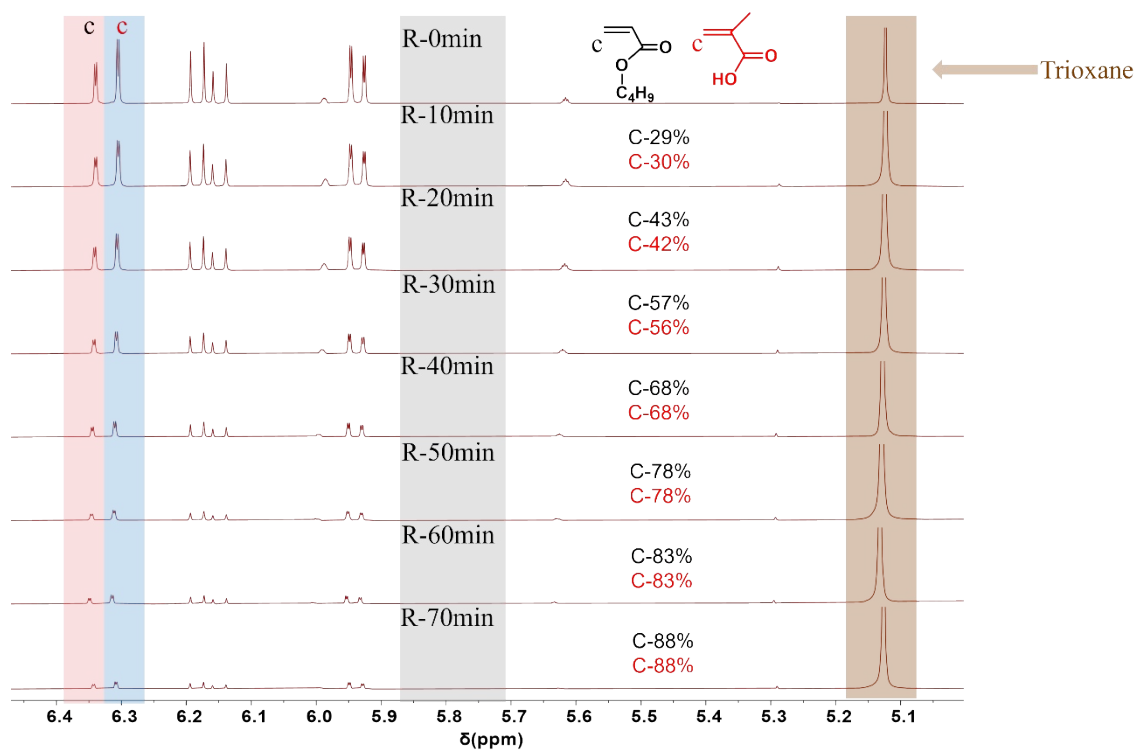 c c
R-0min
c
O
O
C₄H₉
c
O
HO
Trioxane
R-10min
C-29%
C-30%
R-20min
C-43%
C-42%
R-30min
C-57%
C-56%
R-40min
C-68%
C-68%
R-50min
C-78%
C-78%
R-60min
C-83%
C-83%
R-70min
C-88%
C-88%
6.4 6.3 6.2 6.1 6.0 5.9 5.8 5.7 5.6 5.5 5.4 5.3 5.2 5.1
δ(ppm)